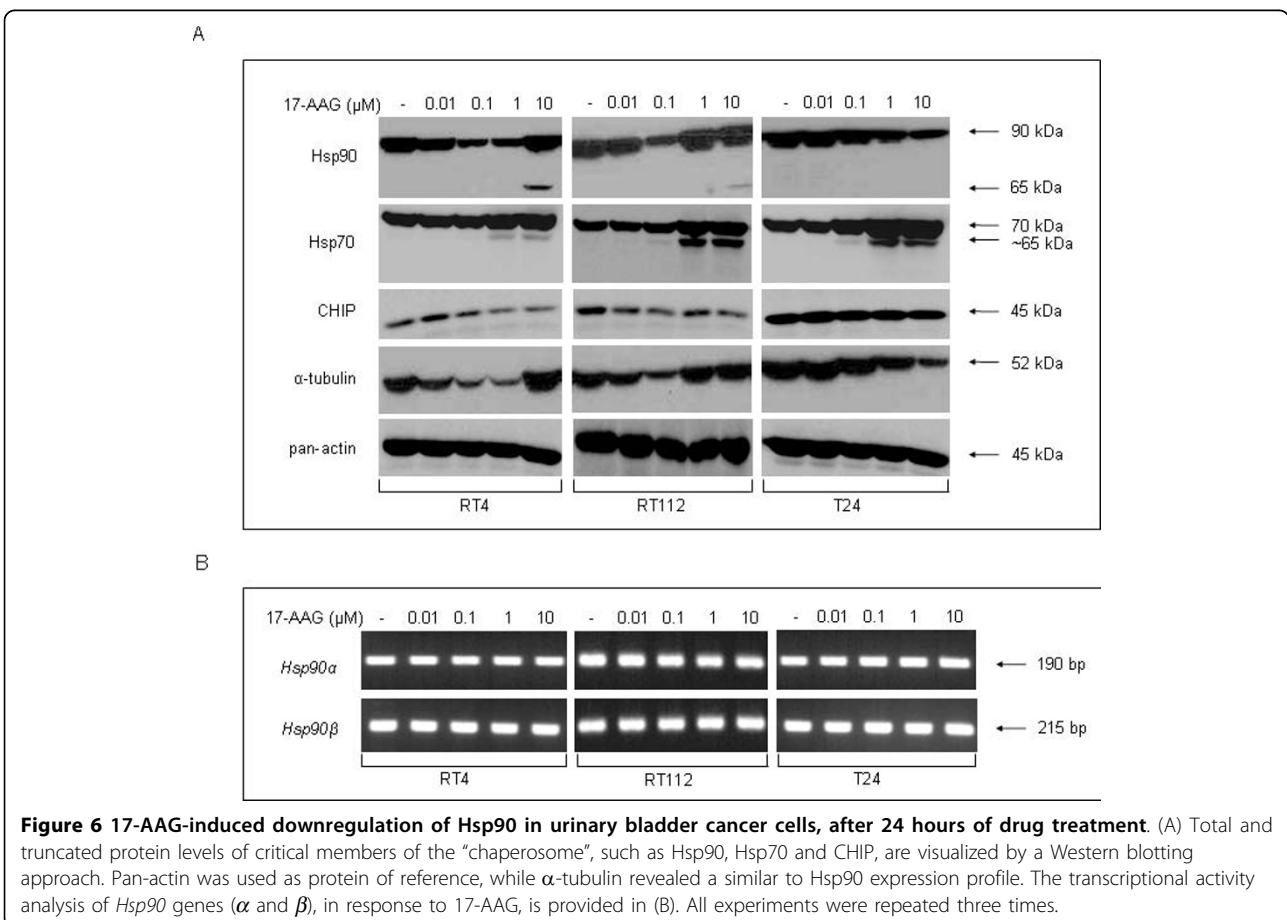 A
17-AAG (µM) - 0.01 0.1 1 10 - 0.01 0.1 1 10 - 0.01 0.1 1 10
Hsp90
90 kDa
65 kDa
Hsp70
70 kDa
~65 kDa
CHIP
45 kDa
α-tubulin
52 kDa
pan-actin
45 kDa
RT4 RT112 T24
B
17-AAG (µM) - 0.01 0.1 1 10 - 0.01 0.1 1 10 - 0.01 0.1 1 10
Hsp90α
190 bp
Hsp90β
215 bp
RT4 RT112 T24
Figure 6 17-AAG-induced downregulation of Hsp90 in urinary bladder cancer cells, after 24 hours of drug treatment. (A) Total and
truncated protein levels of critical members of the “chaperosome”, such as Hsp90, Hsp70 and CHIP, are visualized by a Western blotting
approach. Pan-actin was used as protein of reference, while α-tubulin revealed a similar to Hsp90 expression profile. The transcriptional activity
analysis of Hsp90 genes (α and β), in response to 17-AAG, is provided in (B). All experiments were repeated three times.